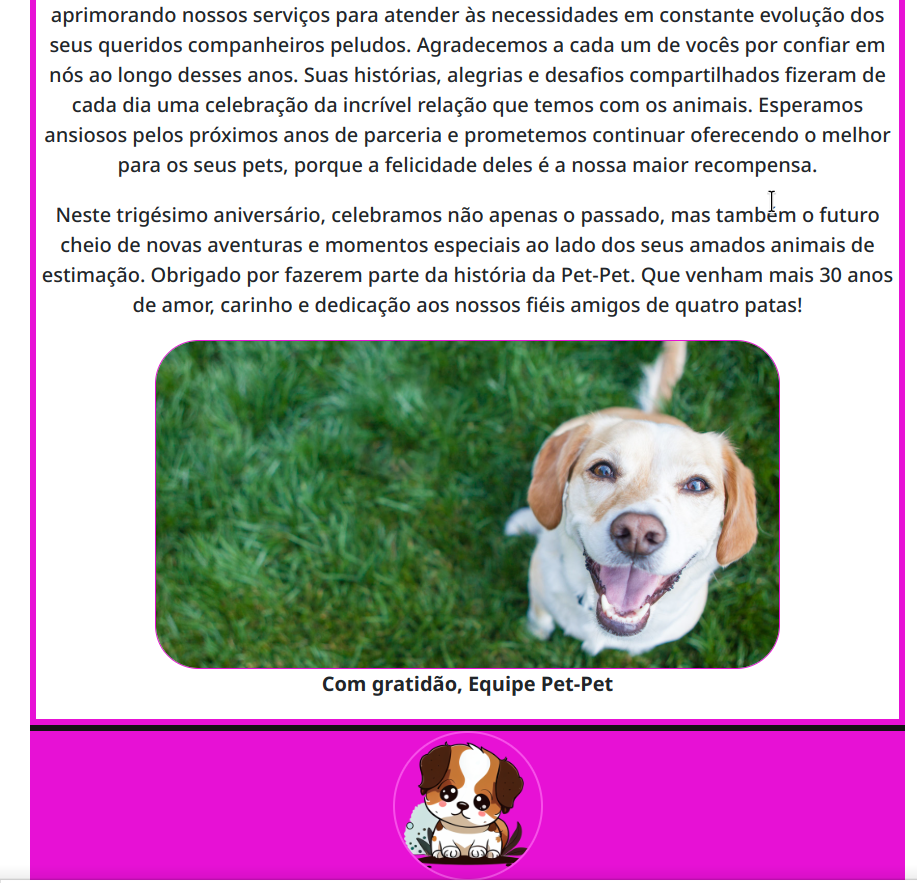 aprimorando nossos serviços para atender às necessidades em constante evolução dos
seus queridos companheiros peludos. Agradecemos a cada um de vocês por confiar em
nós ao longo desses anos. Suas histórias, alegrias e desafios compartilhados fizeram de
cada dia uma celebração da incrível relação que temos com os animais. Esperamos
ansiosos pelos próximos anos de parceria e prometemos continuar oferecendo o melhor
para os seus pets, porque a felicidade deles é a nossa maior recompensa.
Neste trigésimo aniversário, celebramos não apenas o passado, mas também o futuro
cheio de novas aventuras e momentos especiais ao lado dos seus amados animais de
estimação. Obrigado por fazerem parte da história da Pet-Pet. Que venham mais 30 anos
de amor, carinho e dedicação aos nossos fiéis amigos de quatro patas!
Com gratidão, Equipe Pet-Pet